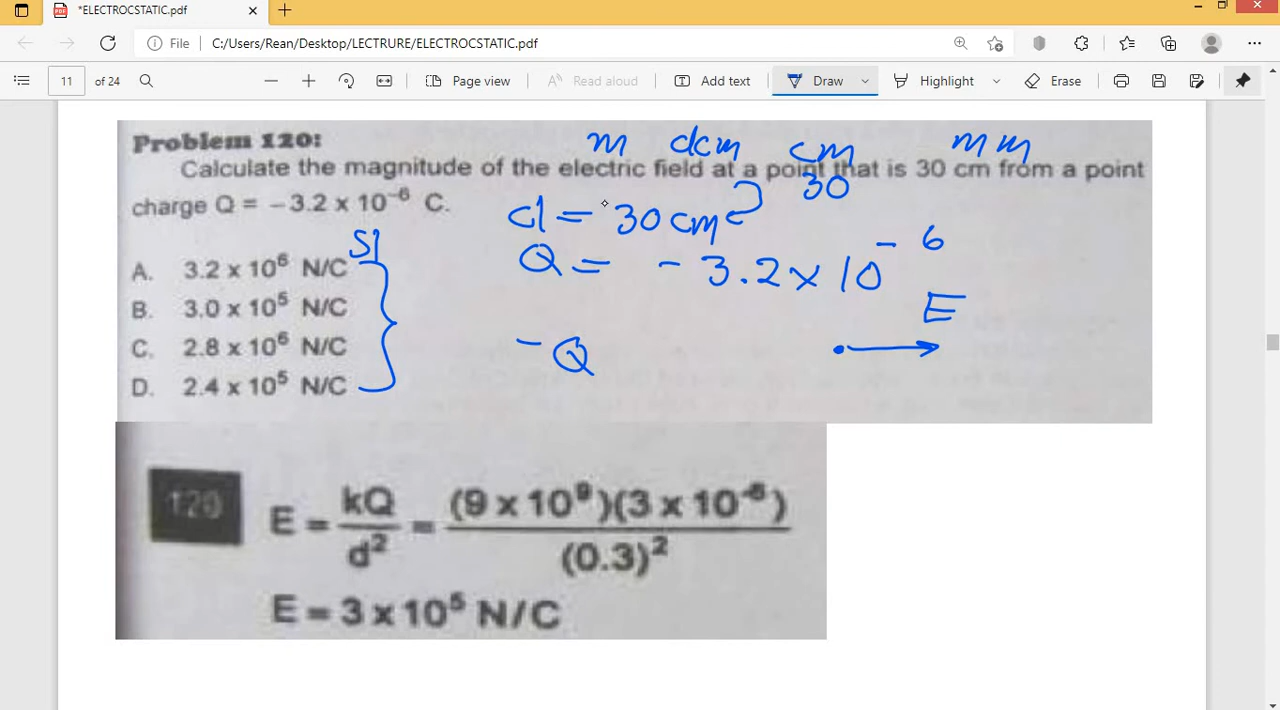 *ELECTROCSTATIC.pdf
File C:/Users/Rean/Desktop/LECTRURE/ELECTROCSTATIC.pdf
11 of 24 Page view Read aloud Add text Draw Highlight Erase
Problem 120:
m dcm cm mm
Calculate the magnitude of the electric field at a point that is 30 cm from a point
30
charge Q = −3.2 x 10⁻⁶ C.
d = 30 cm
SI
Q = - 3.2 x 10⁻⁶
A. 3.2 x 10⁶ N/C
B. 3.0 x 10⁵ N/C
E
C. 2.8 x 10⁶ N/C
- Q
D. 2.4 x 10⁵ N/C
120 E = kQ/d² = (9 x 10⁹)(3 x 10⁻⁶)/(0.3)²
E = 3 x 10⁵ N/C